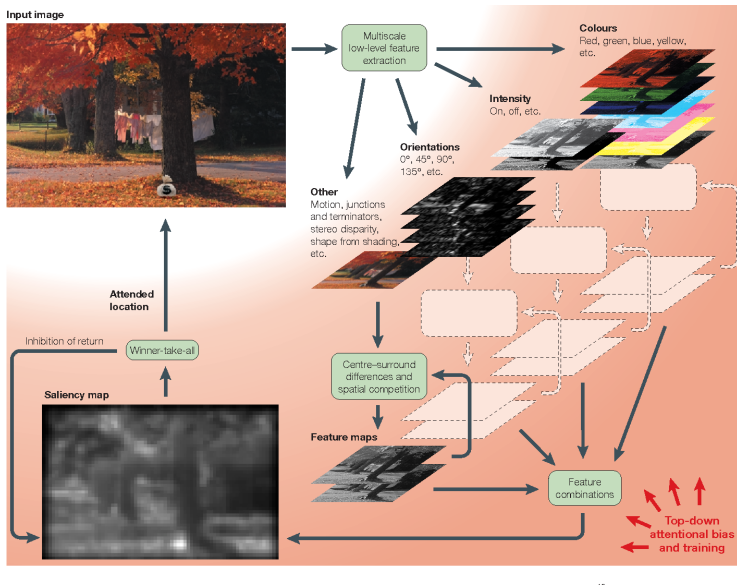 Input image
Multiscale
low-level feature
extraction
Colours
Red, green, blue, yellow,
etc.
Intensity
On, off, etc.
Orientations
0°, 45°, 90°,
135°, etc.
Other
Motion, junctions
and terminators,
stereo disparity,
shape from shading,
etc.
S
Attended
location
Inhibition of return
Winner-take-all
Centre–surround
differences and
spatial competition
Saliency map
Feature maps
Feature
combinations
Top-down
attentional bias
and training